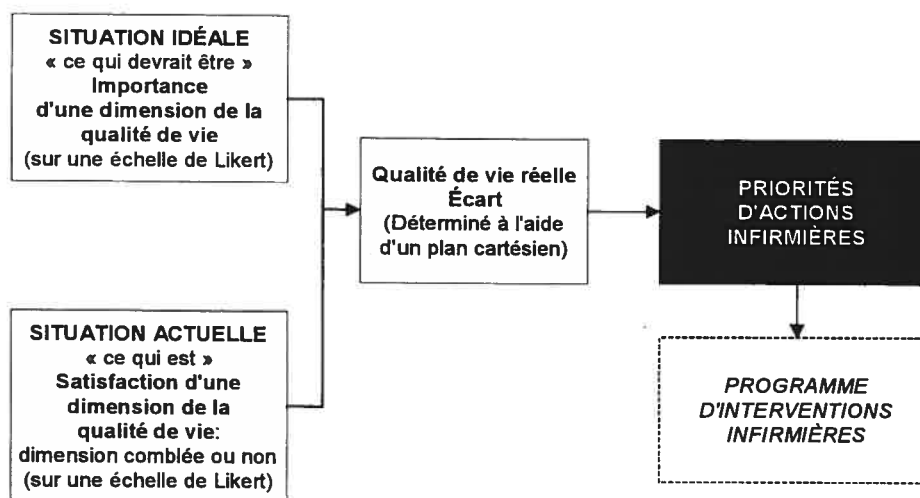 SITUATION IDÉALE
« ce qui devrait être »
Importance
d'une dimension de la
qualité de vie
(sur une échelle de Likert)
Qualité de vie réelle
Écart
(Déterminé à l'aide
d'un plan cartésien)
PRIORITÉS
D'ACTIONS
INFIRMIÈRES
SITUATION ACTUELLE
« ce qui est »
Satisfaction d'une
dimension de la
qualité de vie:
dimension comblée ou non
(sur une échelle de Likert)
PROGRAMME
D'INTERVENTIONS
INFIRMIÈRES